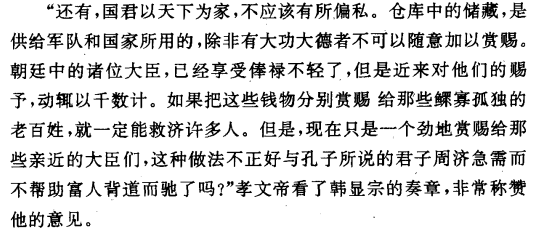 “还有,国君以天下为家,不应该有所偏私。仓库中的储藏,是
供给军队和国家所用的,除非有大功大德者不可以随意加以赏赐。
朝廷中的诸位大臣,已经享受俸禄不轻了,但是近来对他们的赐
予,动辄以千数计。如果把这些钱物分别赏赐 给那些鳏寡孤独的
老百姓,就一定能救济许多人。但是,现在只是一个劲地赏赐给那
些亲近的大臣们,这种做法不正好与孔子所说的君子周济急需而
不帮助富人背道而驰了吗?”孝文帝看了韩显宗的奏章,非常称赞
他的意见。